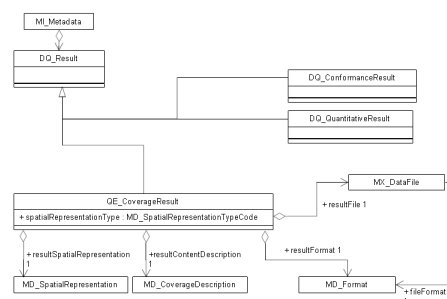 MI_Metadata
DQ_Result
DQ_ConformanceResult
DQ_QuantitativeResult
MX_DataFile
QE_CoverageResult
+ spatialRepresentationType : MD_SpatialRepresentationTypeCode
+ resultFile 1
+ resultSpatialRepresentation
1
+resultContentDescription
1
+resultFormat 1
MD_SpatialRepresentation
MD_CoverageDescription
MD_Format
+fileFormat